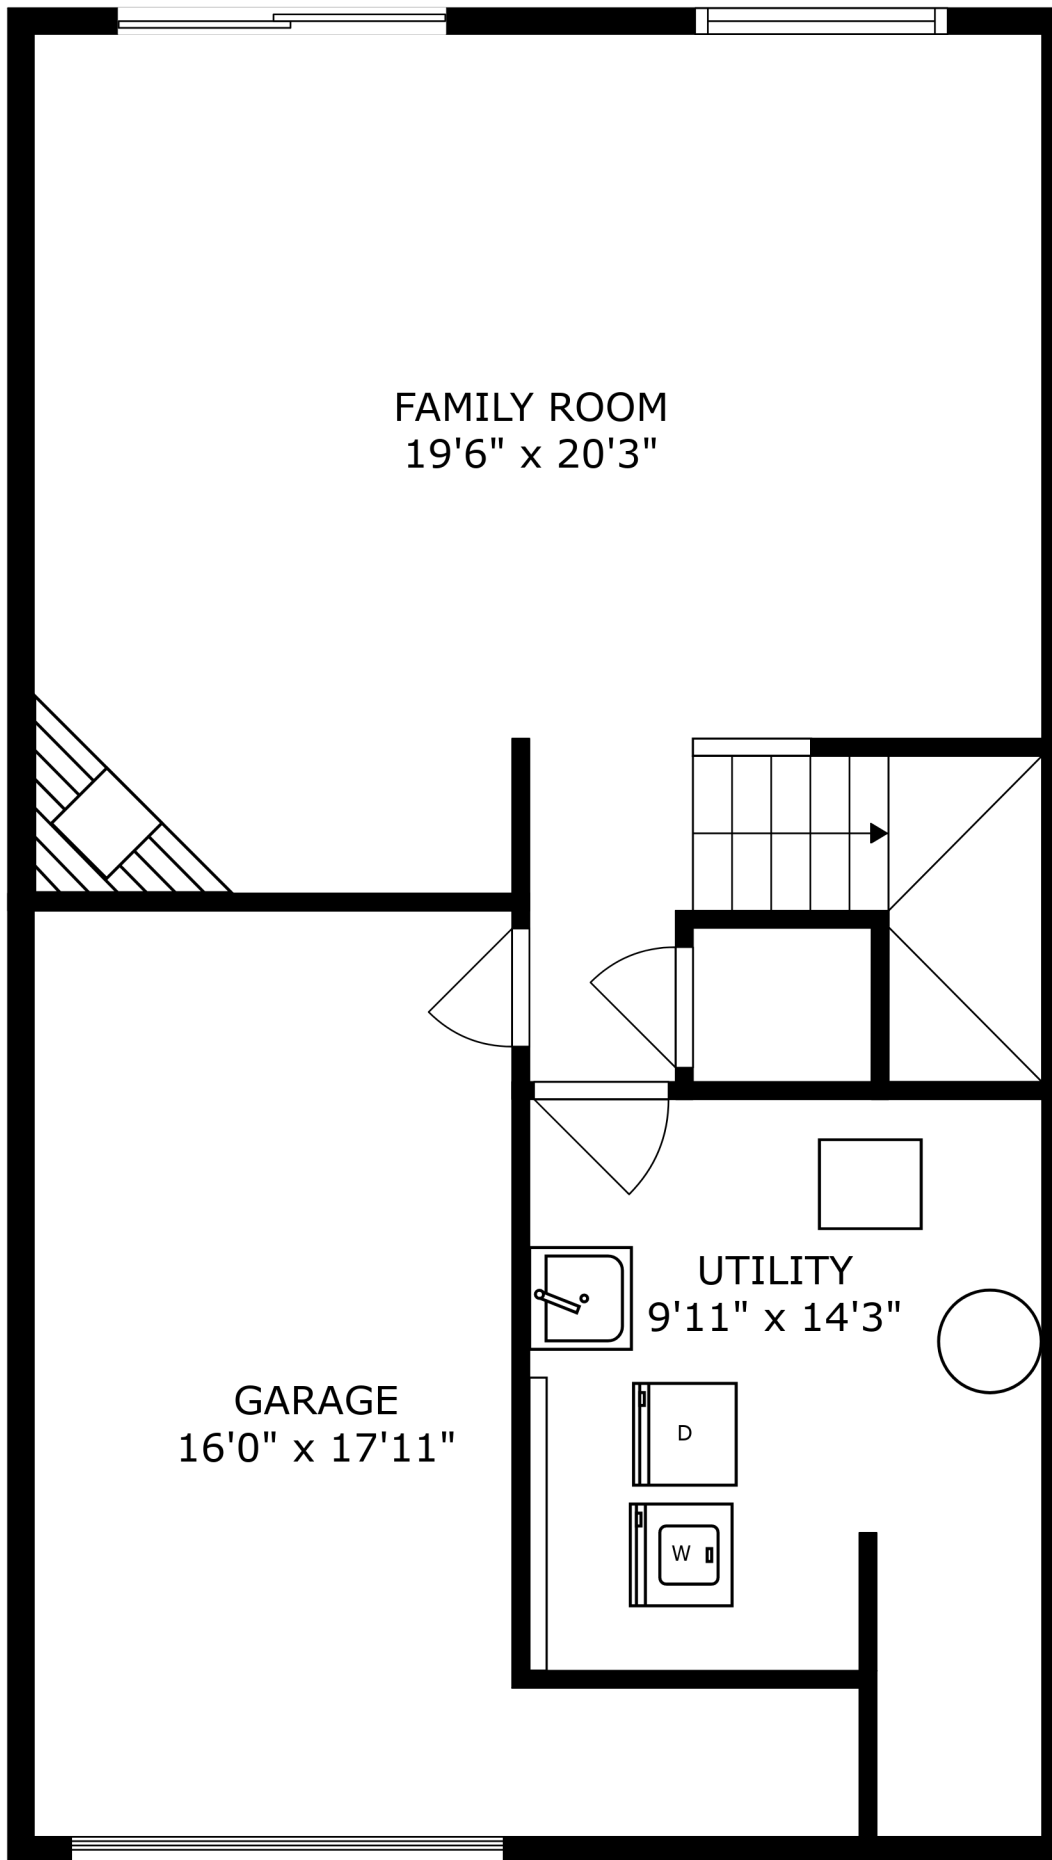 FAMILY ROOM
19'6" x 20'3"
UTILITY
9'11" x 14'3"
GARAGE
16'0" x 17'11"
D
W